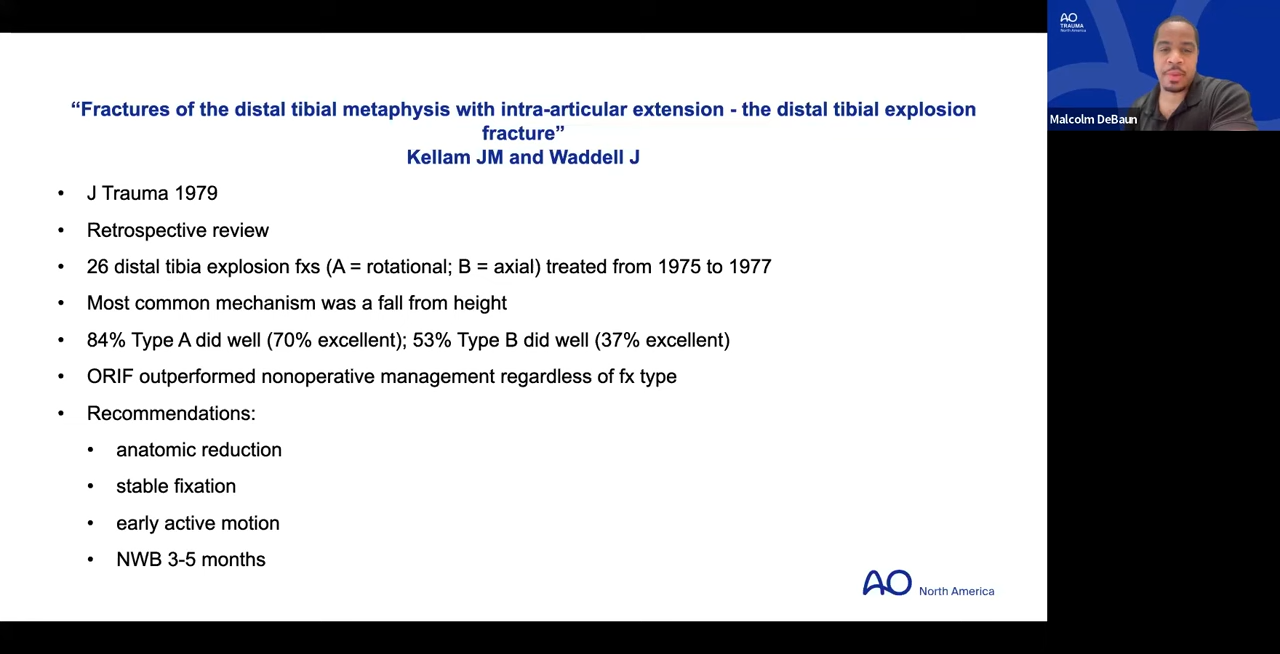 “Fractures of the distal tibial metaphysis with intra-articular extension - the distal tibial explosion
fracture”
Kellam JM and Waddell J
• J Trauma 1979
• Retrospective review
• 26 distal tibia explosion fxs (A = rotational; B = axial) treated from 1975 to 1977
• Most common mechanism was a fall from height
• 84% Type A did well (70% excellent); 53% Type B did well (37% excellent)
• ORIF outperformed nonoperative management regardless of fx type
• Recommendations:
• anatomic reduction
• stable fixation
• early active motion
• NWB 3-5 months
AO North America
AO
TRAUMA
North America
Malcolm DeBaun